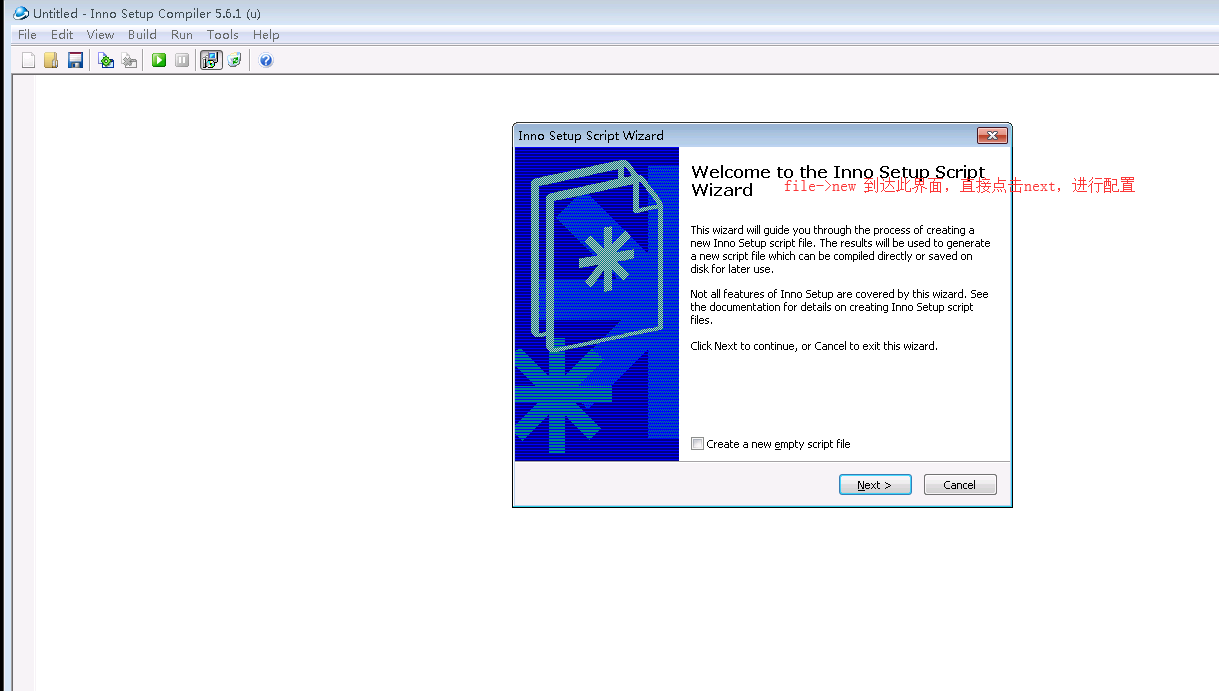 Untitled - Inno Setup Compiler 5.6.1 (u)
File Edit View Build Run Tools Help
Inno Setup Script Wizard
Welcome to the Inno Setup Script
Wizard
file->new 到达此界面，直接点击next，进行配置
This wizard will guide you through the process of creating a
new Inno Setup script file. The results will be used to generate
a new script file which can be compiled directly or saved on
disk for later use.
Not all features of Inno Setup are covered by this wizard. See
the documentation for details on creating Inno Setup script
files.
Click Next to continue, or Cancel to exit this wizard.
Create a new empty script file
Next >
Cancel